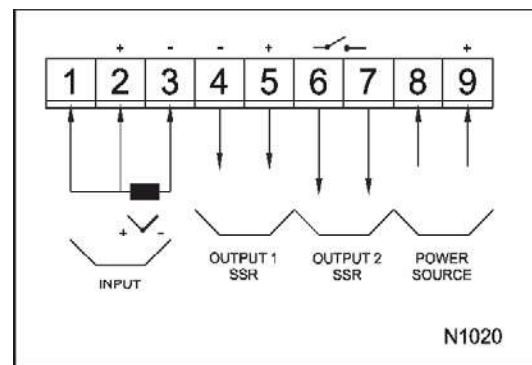 + - - + +
1 2 3 4 5 6 7 8 9
+ -
INPUT
OUTPUT 1
SSR
OUTPUT 2
SSR
POWER
SOURCE
N1020